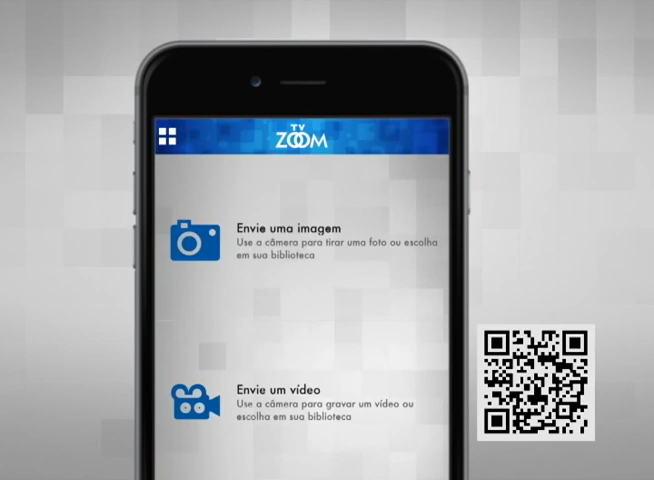 TV
ZOOM
Envie uma imagem
Use a câmera para tirar uma foto ou escolha
em sua biblioteca
Envie um vídeo
Use a câmera para gravar um vídeo ou
escolha em sua biblioteca